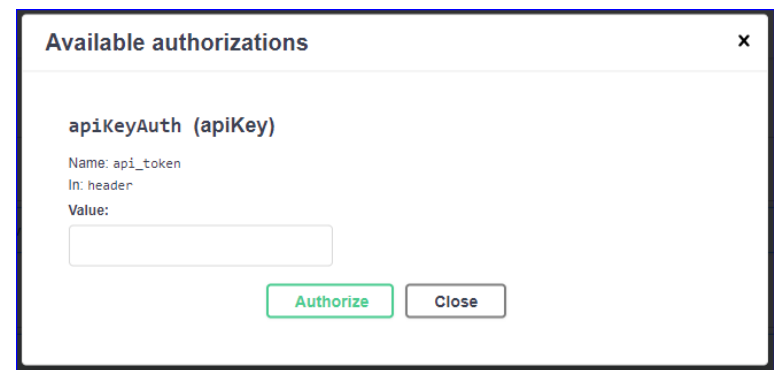 Available authorizations x
apiKeyAuth (apiKey)
Name: api_token
In: header
Value:
Authorize Close